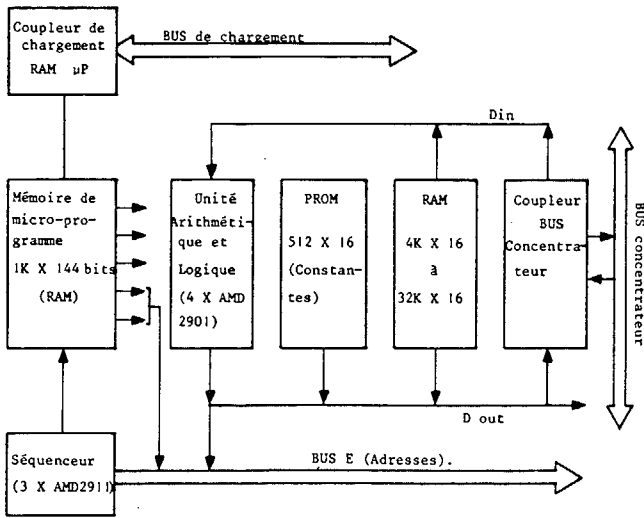 Coupleur de
chargement
RAM µP
BUS de chargement
Din
Mémoire de
micro-pro-
gramme
1K X 144 bits
(RAM)
Unité
Arithméti-
que et
Logique
(4 X AMD
2901)
PROM
512 X 16
(Constan-
tes)
RAM
4K X 16
à
32K X 16
Coupleur
BUS
Concentra-
teur
BUS concentrateur
D out
Séquenceur
(3 X AMD2911)
BUS E (Adresses).